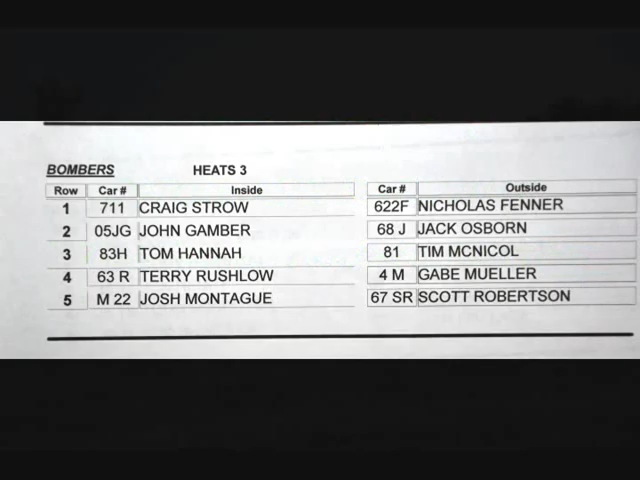 BOMBERS HEATS 3
Row Car # Inside Car # Outside
1 711 CRAIG STROW 622F NICHOLAS FENNER
2 05JG JOHN GAMBER 68 J JACK OSBORN
3 83H TOM HANNAH 81 TIM MCNICOL
4 63 R TERRY RUSHLOW 4 M GABE MUELLER
5 M 22 JOSH MONTAGUE 67 SR SCOTT ROBERTSON